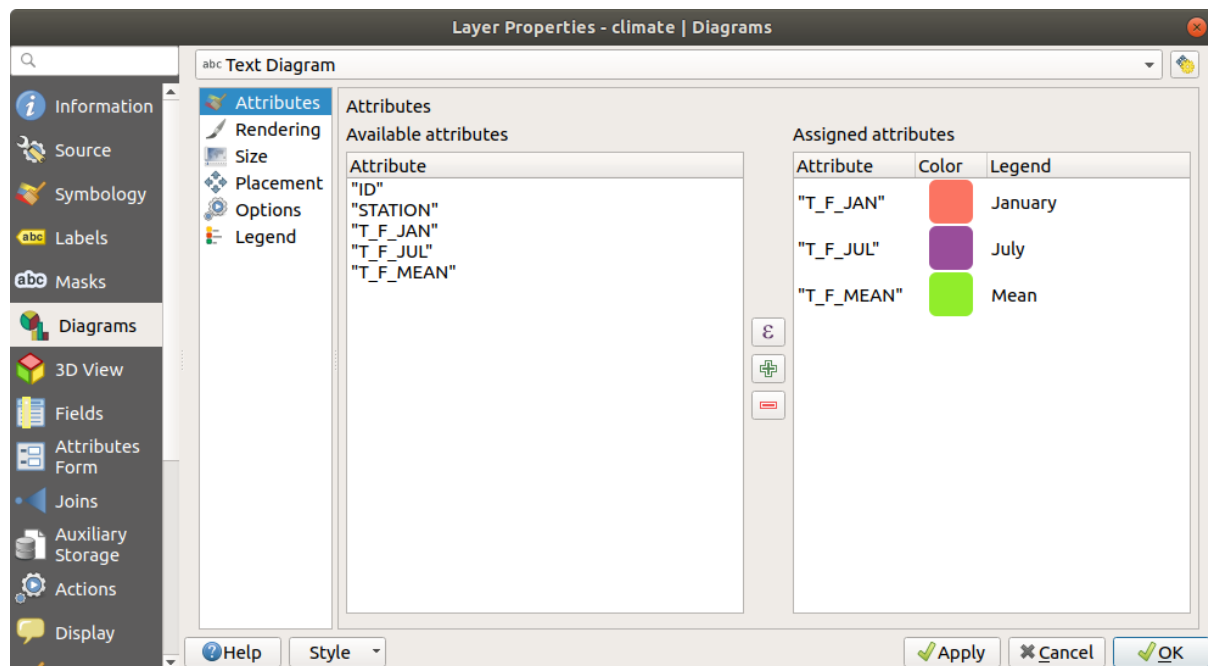 Layer Properties - climate | Diagrams
abc Text Diagram
Information
Source
Symbology
abc Labels
abc Masks
Diagrams
3D View
Fields
Attributes
Form
Joins
Auxiliary
Storage
Actions
Display
Attributes
Rendering
Size
Placement
Options
Legend
Attributes
Available attributes
Attribute
"ID"
"STATION"
"T_F_JAN"
"T_F_JUL"
"T_F_MEAN"
ε
Assigned attributes
Attribute Color Legend
"T_F_JAN" January
"T_F_JUL" July
"T_F_MEAN" Mean
Help Style Apply Cancel OK